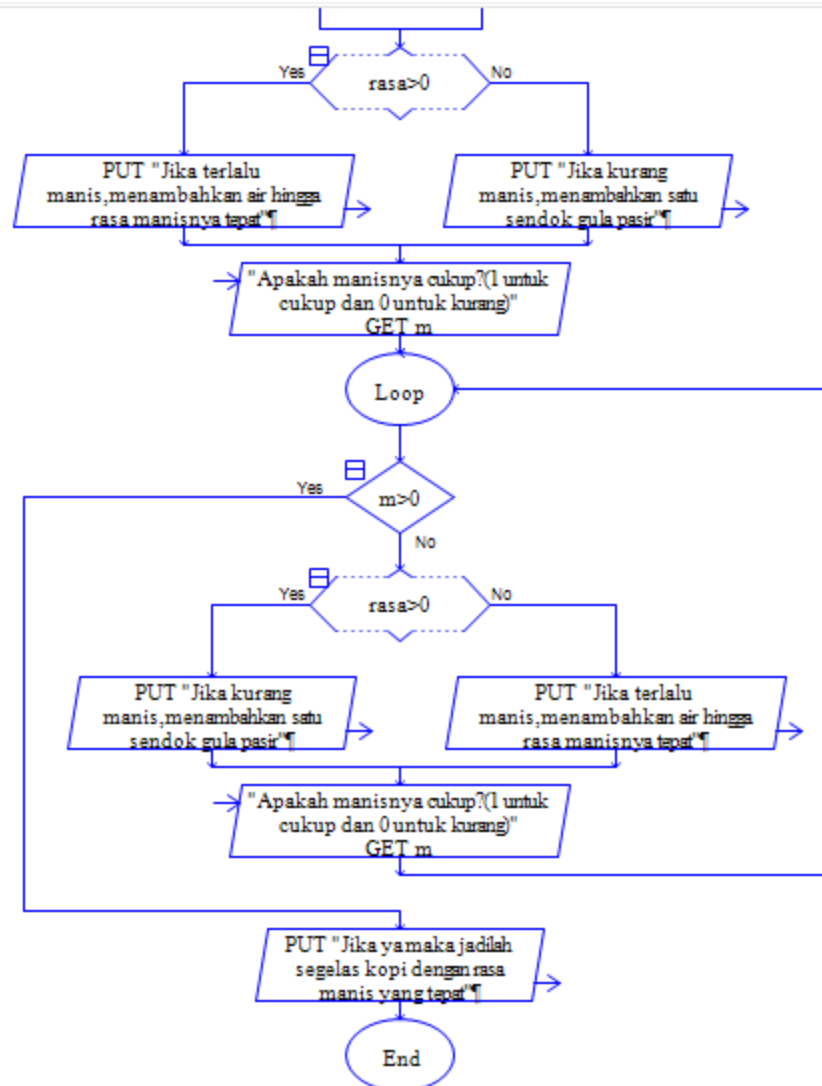 rasa>0
Yes
No
PUT "Jika terlalu
manis,menambahkan air hingga
rasa manisnya tepat"¶
PUT "Jika kurang
manis,menambahkan satu
sendok gula pasir"¶
"Apakah manisnya cukup?(1 untuk
cukup dan 0 untuk kurang)"
GET m
Loop
m>0
Yes
No
rasa>0
Yes
No
PUT "Jika kurang
manis,menambahkan satu
sendok gula pasir"¶
PUT "Jika terlalu
manis,menambahkan air hingga
rasa manisnya tepat"¶
"Apakah manisnya cukup?(1 untuk
cukup dan 0 untuk kurang)"
GET m
PUT "Jika ya maka jadilah
segelas kopi dengan rasa
manis yang tepat"¶
End